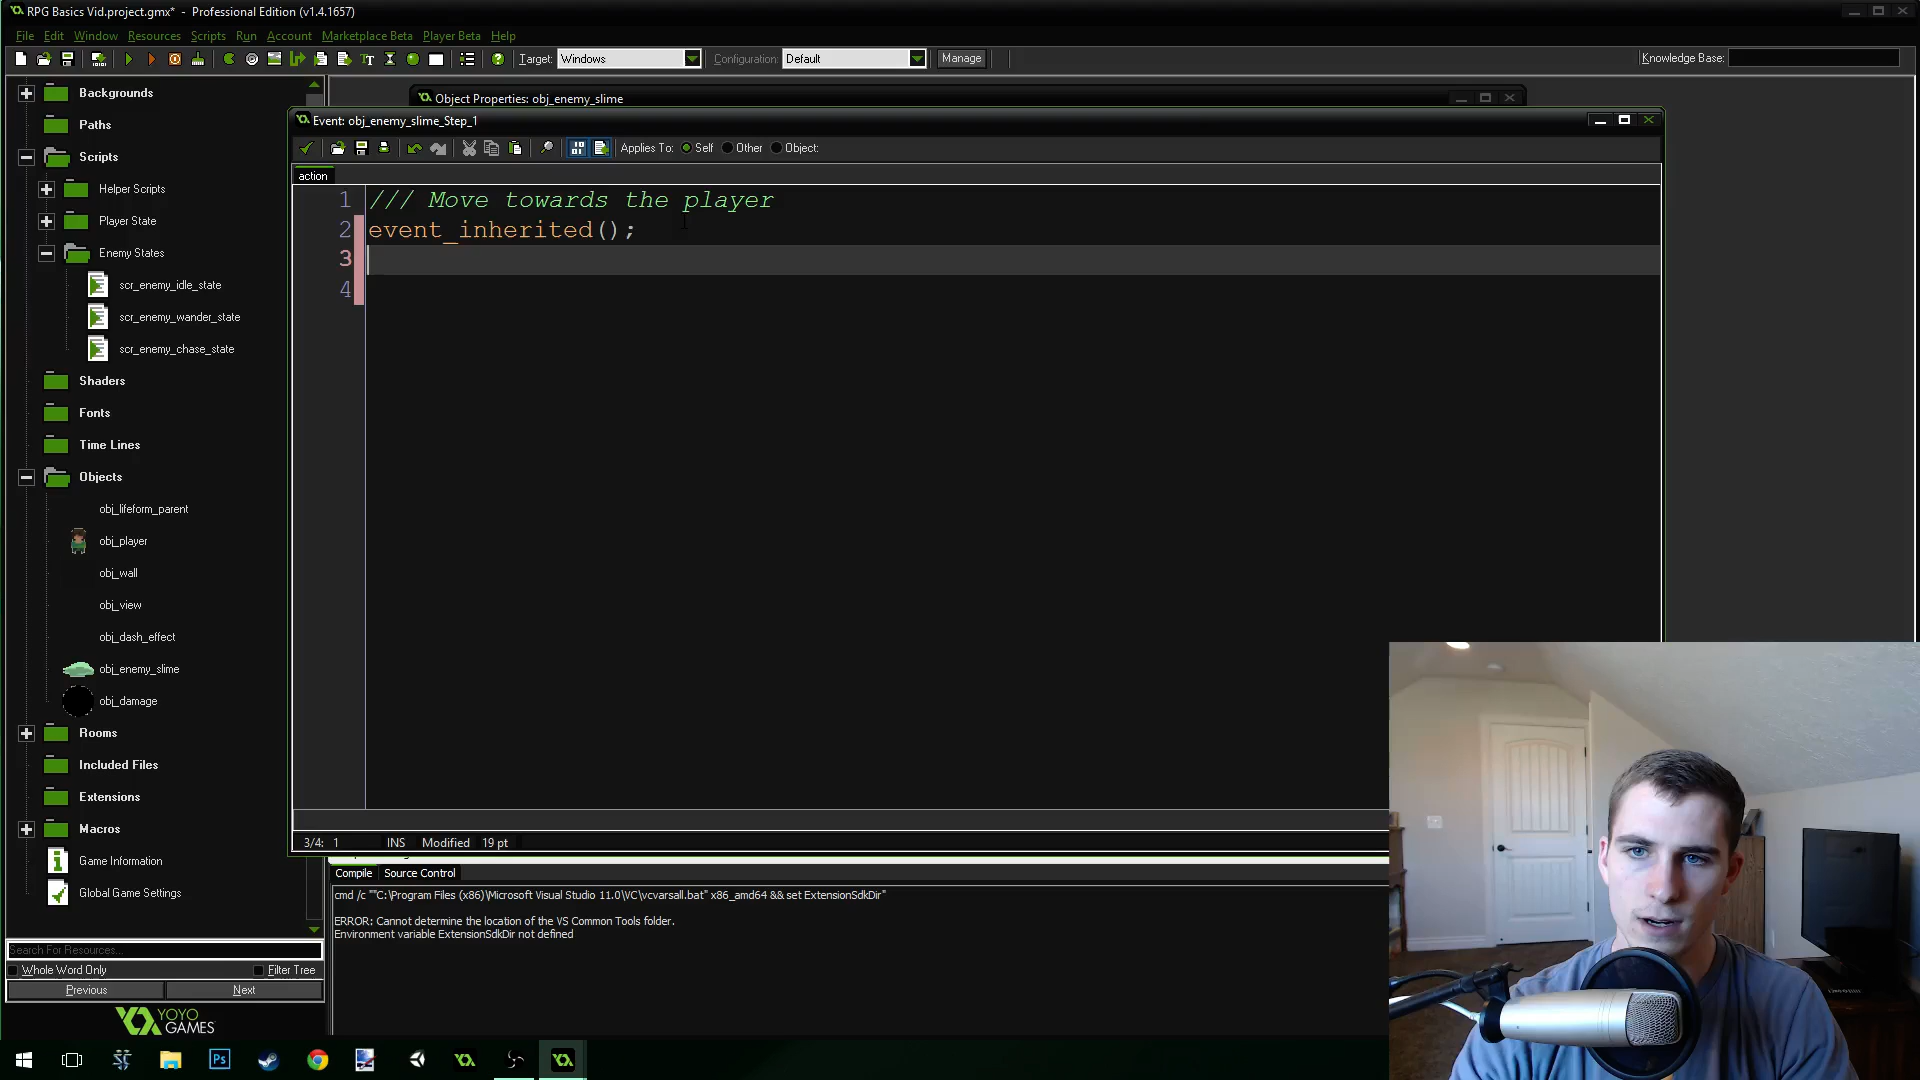 RPG Basics Vid.project.gmx* - Professional Edition (v1.4.1657)
File Edit Window Resources Scripts Run Account Marketplace Beta Player Beta Help
Target: Windows Configuration: Default Manage Knowledge Base:
Backgrounds
Paths
Scripts
Helper Scripts
Player State
Enemy States
scr_enemy_idle_state
scr_enemy_wander_state
scr_enemy_chase_state
Shaders
Fonts
Time Lines
Objects
obj_lifeform_parent
obj_player
obj_wall
obj_view
obj_dash_effect
obj_enemy_slime
obj_damage
Rooms
Included Files
Extensions
Macros
Game Information
Global Game Settings
Search For Resources...
Whole Word Only Filter Tree
Previous Next
YOYO
GAMES
Object Properties: obj_enemy_slime
Event: obj_enemy_slime_Step_1
Applies To: Self Other Object:
action
1 /// Move towards the player
2 event_inherited();
3
4
3/4: 1 INS Modified 19 pt
Compile Source Control
cmd /c ""C:\Program Files (x86)\Microsoft Visual Studio 11.0\VC\vcvarsall.bat" x86_amd64 && set ExtensionSdkDir"
ERROR: Cannot determine the location of the VS Common Tools folder.
Environment variable ExtensionSdkDir not defined
Ps